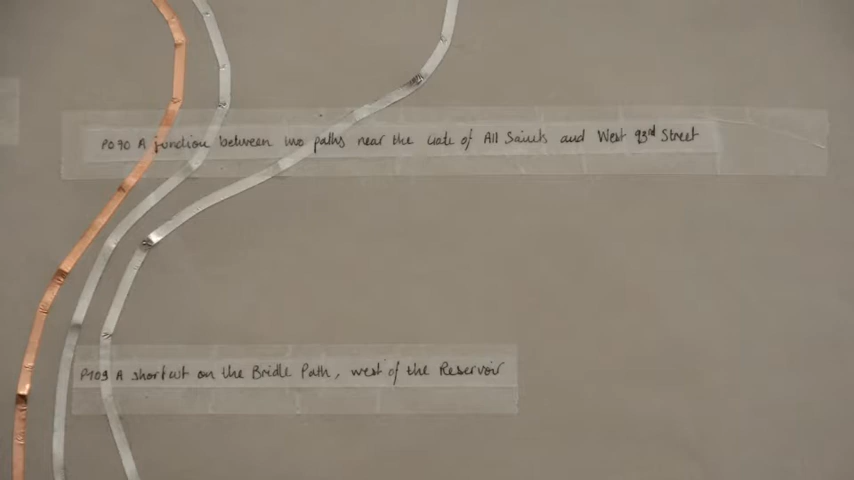 P090 A junction between two paths near the Gate of All Saints and West 93rd Street
P109 A shortcut on the Bridle Path, west of the Reservoir